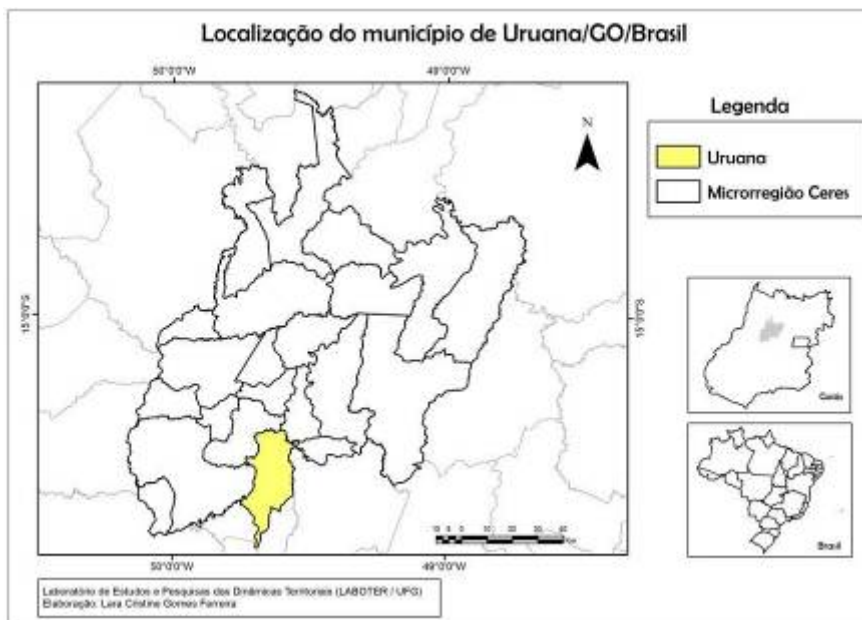 Localização do município de Uruana/GO/Brasil
50°0'0"W
49°0'0"W
Legenda
N
Uruana
Microrregião Ceres
15°0'0"S
15°0'0"S
Goiás
Brasil
50°0'0"W
49°0'0"W
Laboratório de Estudos e Pesquisas das Dinâmicas Territoriais (LABOTER / UFG)
Elaboração: Lara Cristine Gomes Ferreira